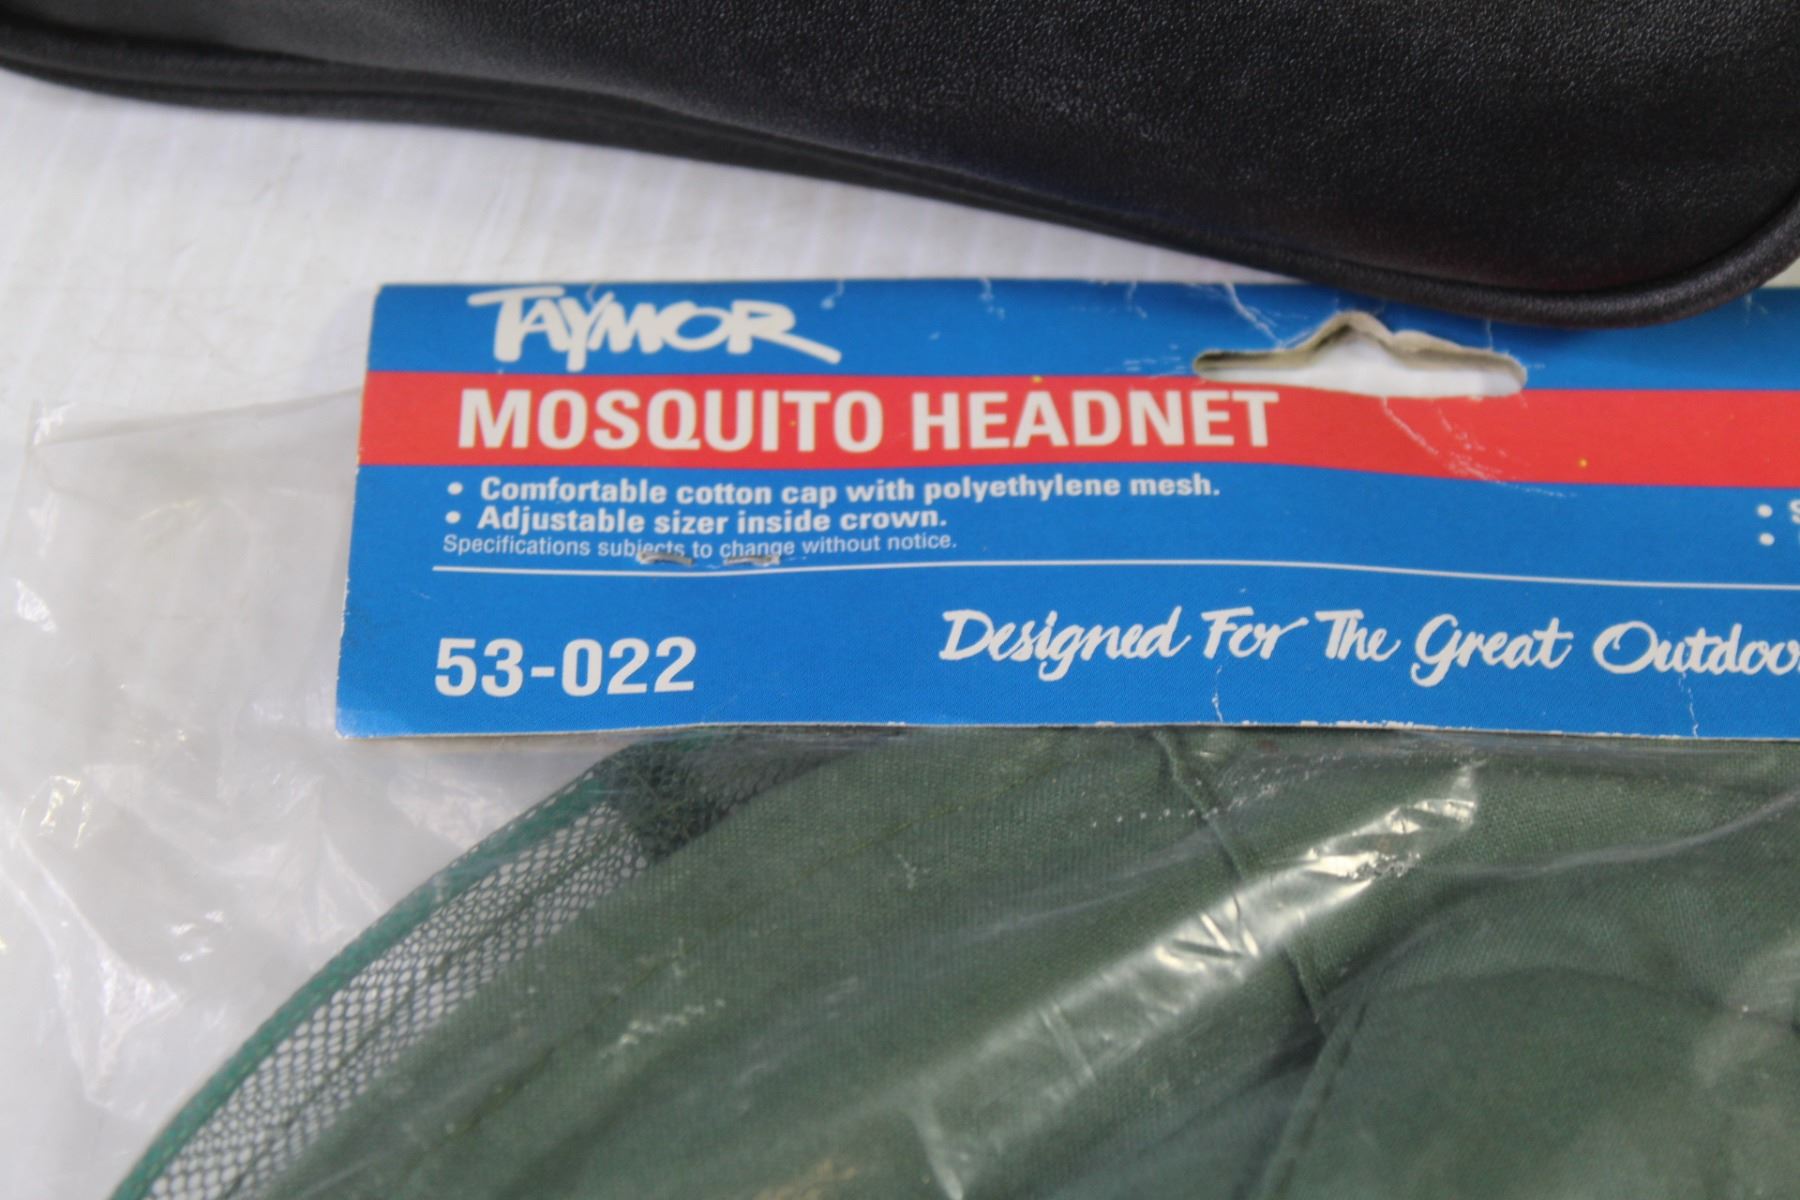 TAYMOR
MOSQUITO HEADNET
• Comfortable cotton cap with polyethylene mesh.
• Adjustable sizer inside crown.
Specifications subjects to change without notice.
53-022
Designed For The Great